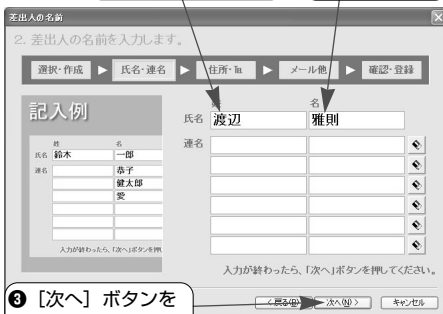 差出人の名前
2. 差出人の名前を入力します。
選択・作成 ▶ 氏名・連名 ▶ 住所・℡ ▶ メール他 ▶ 確認・登録
記入例
姓 名
氏名 鈴木 一郎
連名 恭子
健太郎
愛
入力が終わったら、「次へ」ボタンを押
姓 名
氏名 渡辺 雅則
連名
入力が終わったら、「次へ」ボタンを押してください。
❸ [次へ] ボタンを
< 戻る(B) 次へ(N) > キャンセル